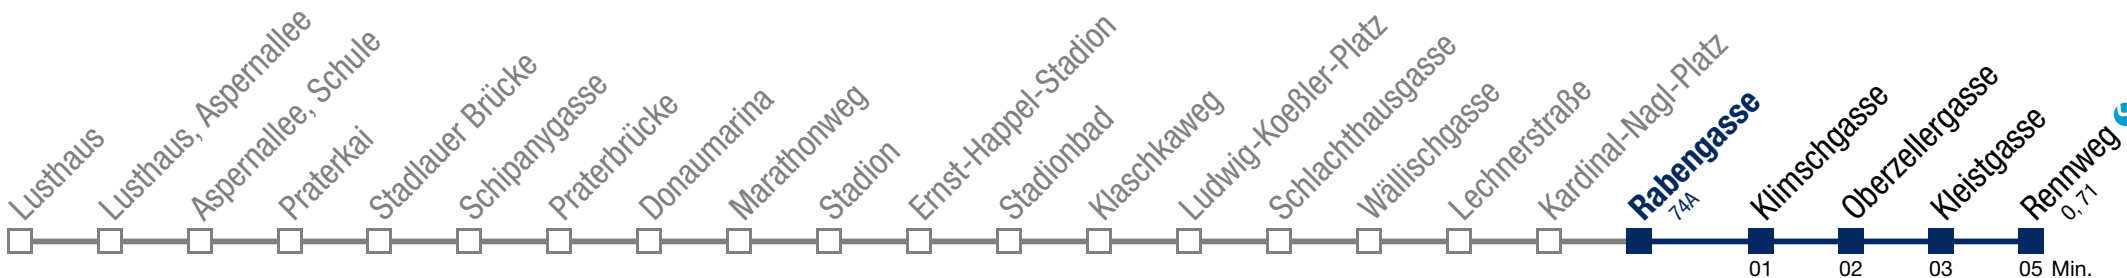 Lusthaus
Lusthaus, Aspernallee
Aspernallee, Schule
Praterkai
Stadlauer Brücke
Schipanygasse
Praterbrücke
Donaumarina
Marathonweg
Stadion
Ernst-Happel-Stadion
Stadionbad
Klaschkaweg
Ludwig-Koeßler-Platz
Schlachthausgasse
Wällischgasse
Lechnerstraße
Kardinal-Nagl-Platz
Rabengasse
74A
Klimschgasse
Oberzellergasse
Kleistgasse
Rennweg
0, 71
01
02
03
05 Min.